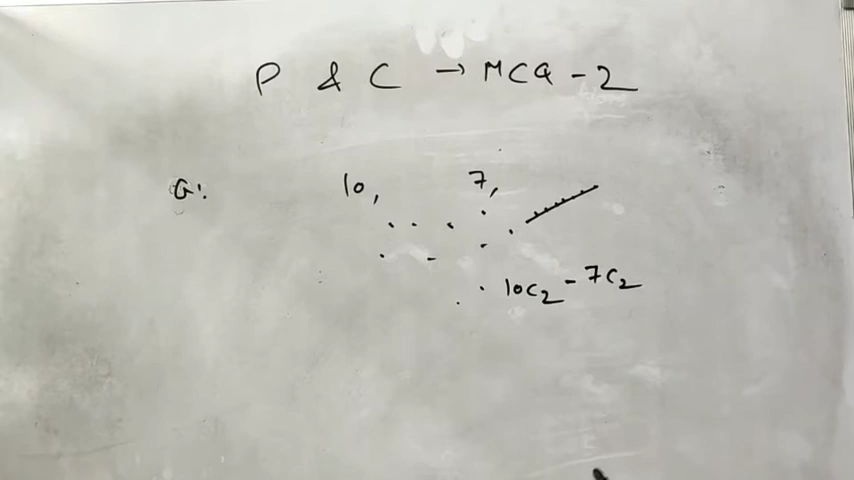 P & C → MCQ - 2
Q: 10, 7,
10C₂ - 7C₂